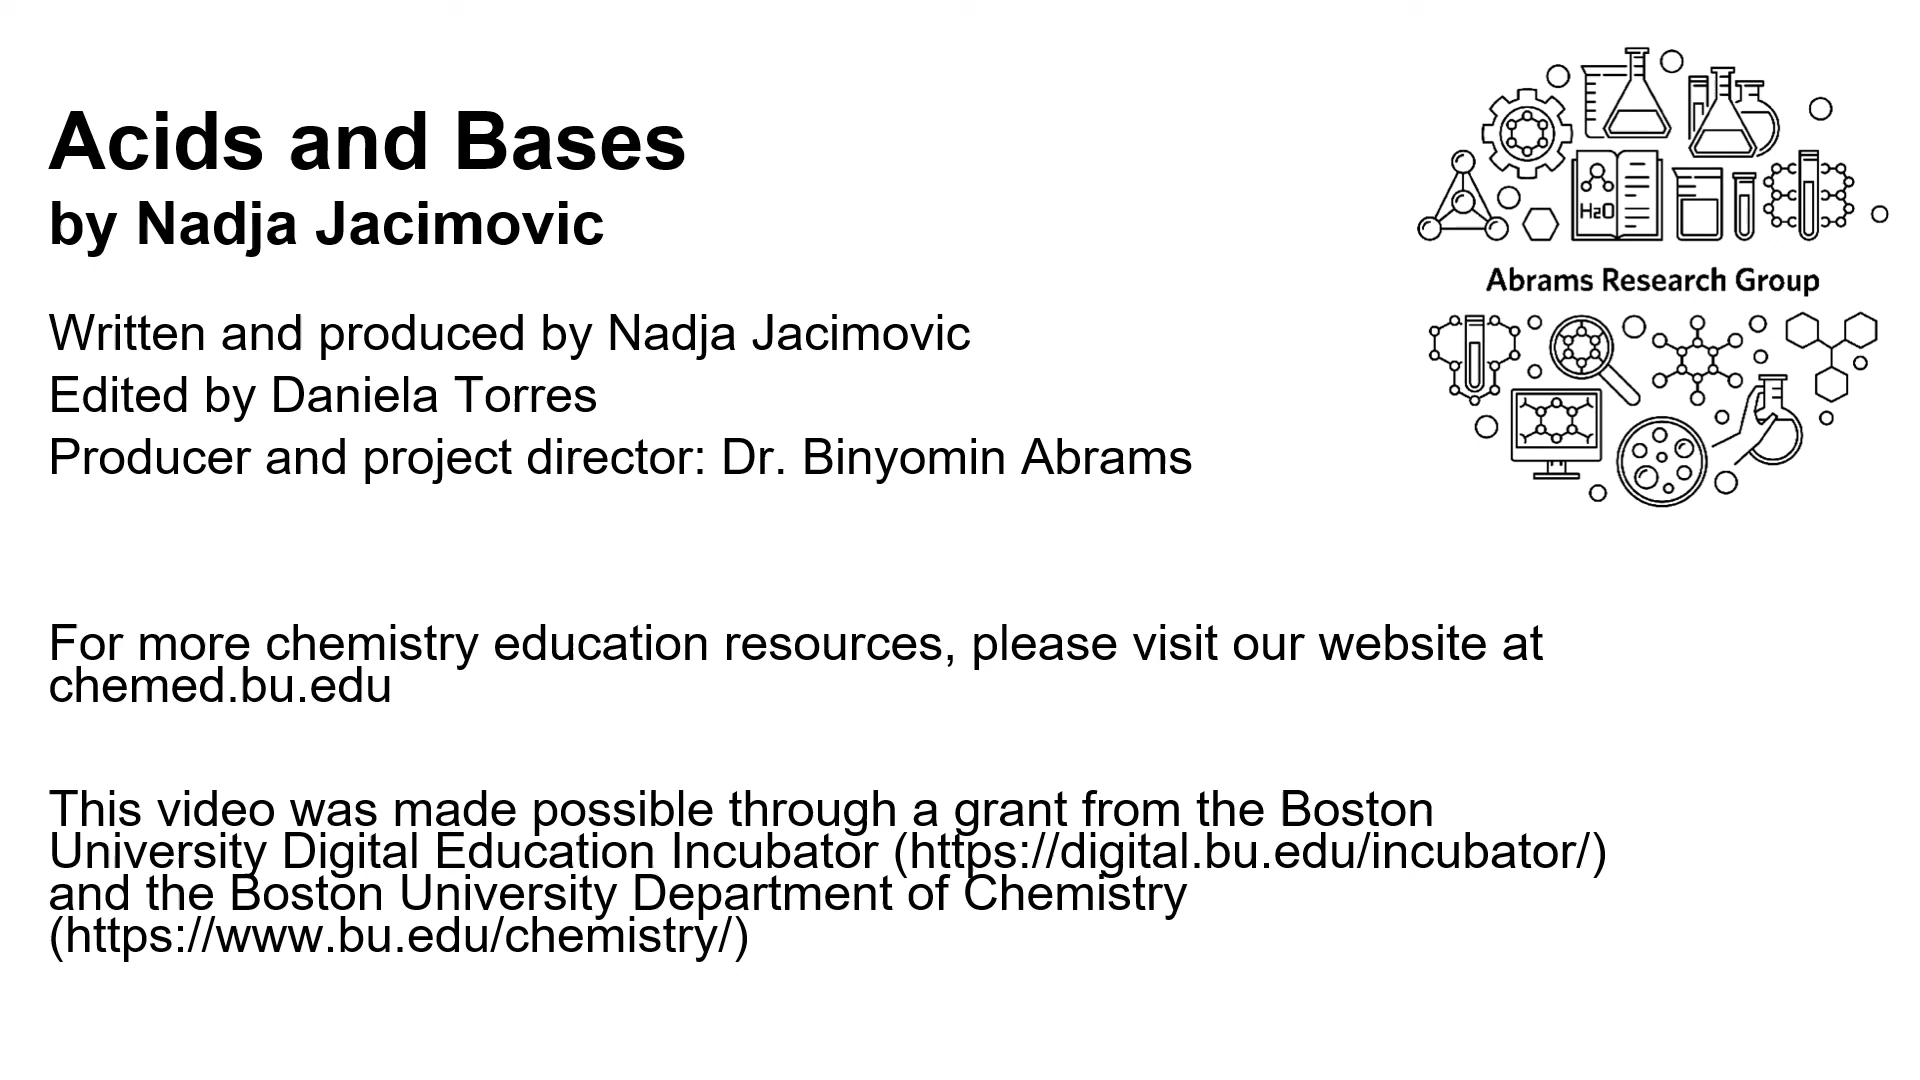 Acids and Bases
by Nadja Jacimovic
Written and produced by Nadja Jacimovic
Edited by Daniela Torres
Producer and project director: Dr. Binyomin Abrams
H2O
Abrams Research Group
For more chemistry education resources, please visit our website at
chemed.bu.edu
This video was made possible through a grant from the Boston
University Digital Education Incubator (https://digital.bu.edu/incubator/)
and the Boston University Department of Chemistry
(https://www.bu.edu/chemistry/)